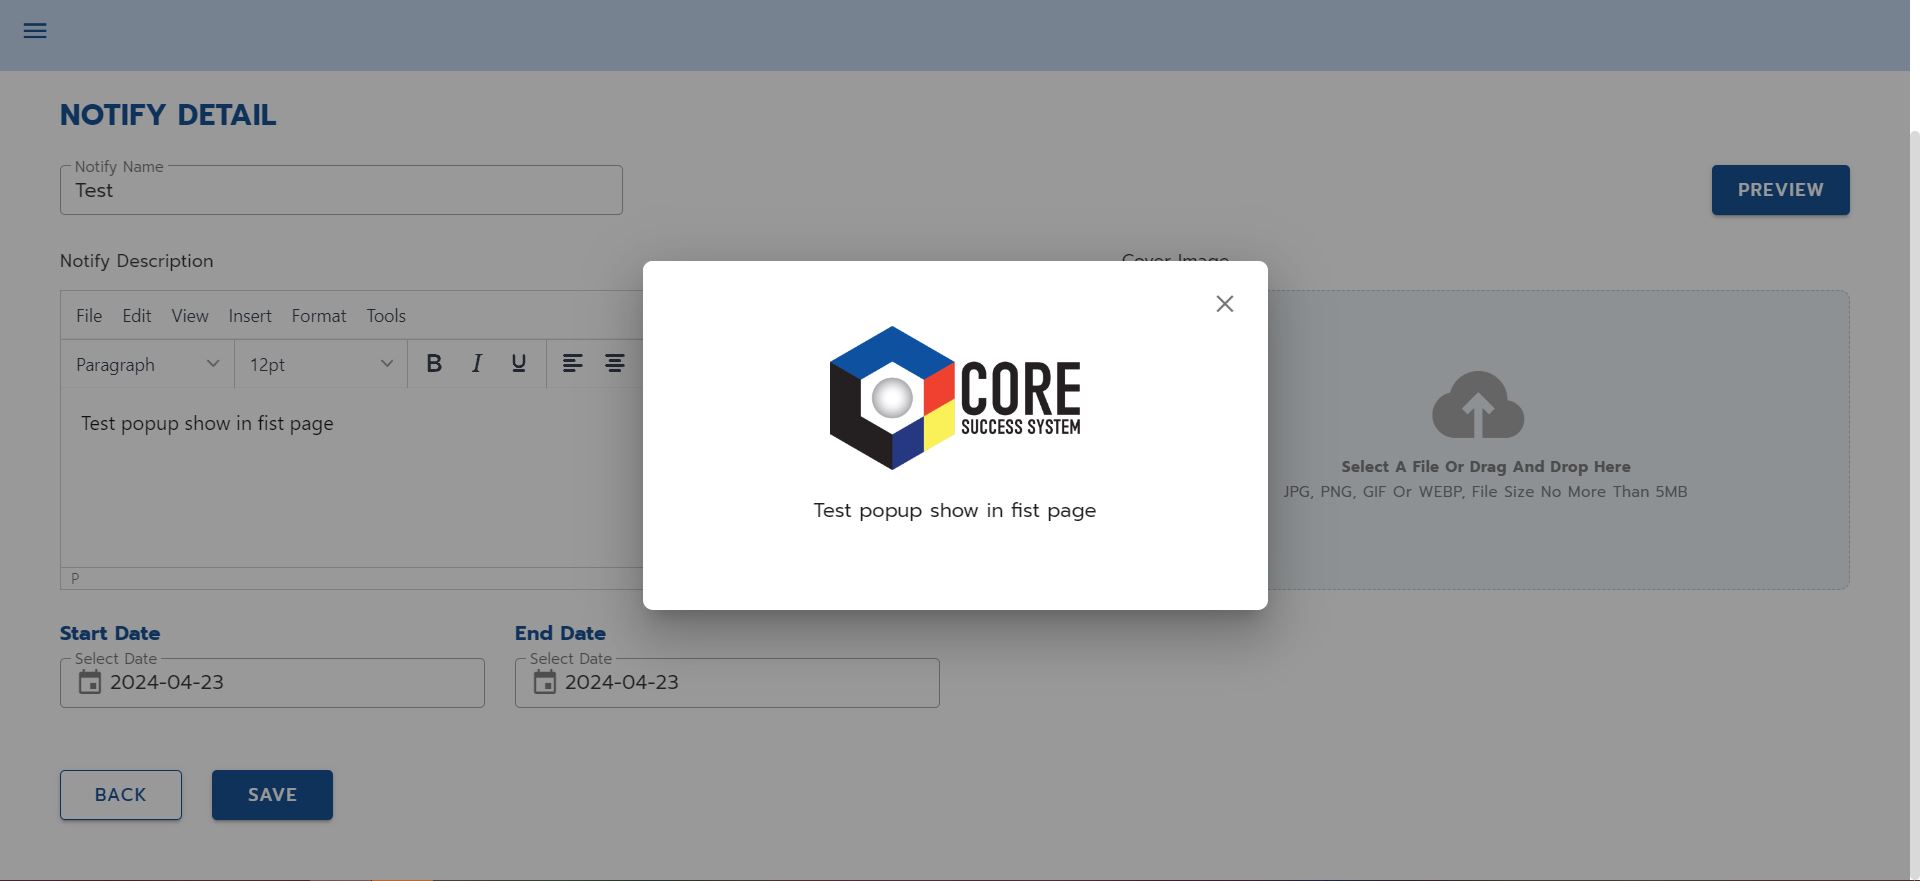 NOTIFY DETAIL
Notify Name
Test
PREVIEW
Notify Description
Cover Image
File Edit View Insert Format Tools
Paragraph 12pt B I U
Test popup show in fist page
P
CORE
SUCCESS SYSTEM
Test popup show in fist page
Select A File Or Drag And Drop Here
JPG, PNG, GIF Or WEBP, File Size No More Than 5MB
Start Date End Date
Select Date Select Date
2024-04-23 2024-04-23
BACK SAVE